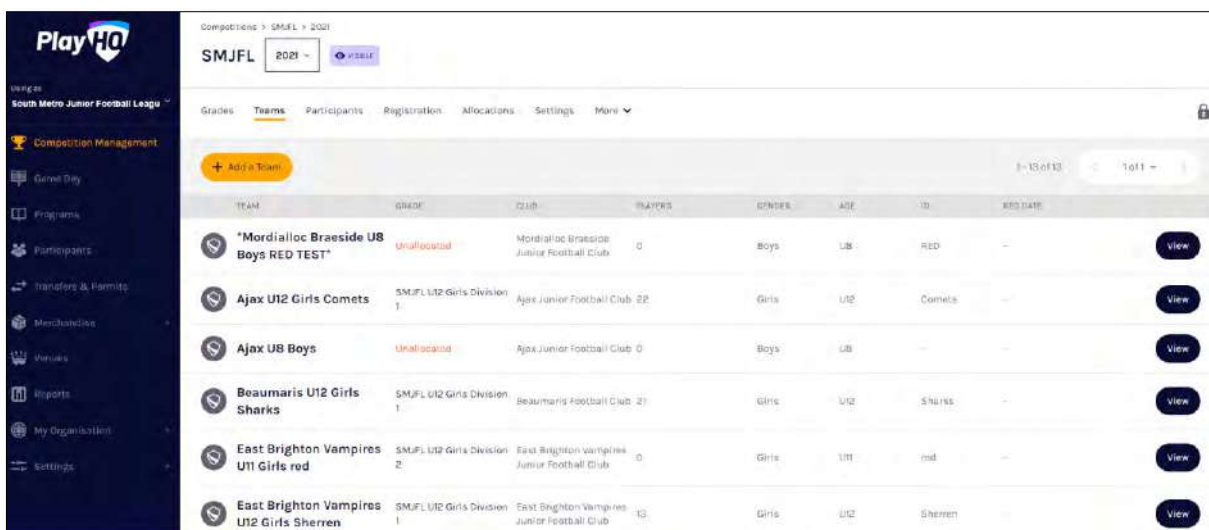 PlayHQ
Competitions > SMJFL > 2021
SMJFL 2021 VISIBLE
Using as
South Metro Junior Football Leagu
Grades Teams Participants Registration Allocations Settings More
Competition Management
Game Day
Programs
Participants
Transfers & Permits
Merchandise
Venues
Reports
My Organisation
Settings
+ Add a Team
1-13 of 13
1 of 1
TEAM GRADE CLUB PLAYERS GENDER AGE ID REG DATE
*Mordialloc Braeside U8
Boys RED TEST* Unallocated Mordialloc Braeside
Junior Football Club 0 Boys U8 RED – View
Ajax U12 Girls Comets SMJFL U12 Girls Division
1 Ajax Junior Football Club 22 Girls U12 Comets – View
Ajax U8 Boys Unallocated Ajax Junior Football Club 0 Boys U8 – – View
Beaumaris U12 Girls
Sharks SMJFL U12 Girls Division
1 Beaumaris Football Club 21 Girls U12 Sharks – View
East Brighton Vampires
U11 Girls red SMJFL U12 Girls Division
2 East Brighton Vampires
Junior Football Club 0 Girls U11 red – View
East Brighton Vampires
U12 Girls Sherren SMJFL U12 Girls Division
1 East Brighton Vampires
Junior Football Club 13 Girls U12 Sherren – View